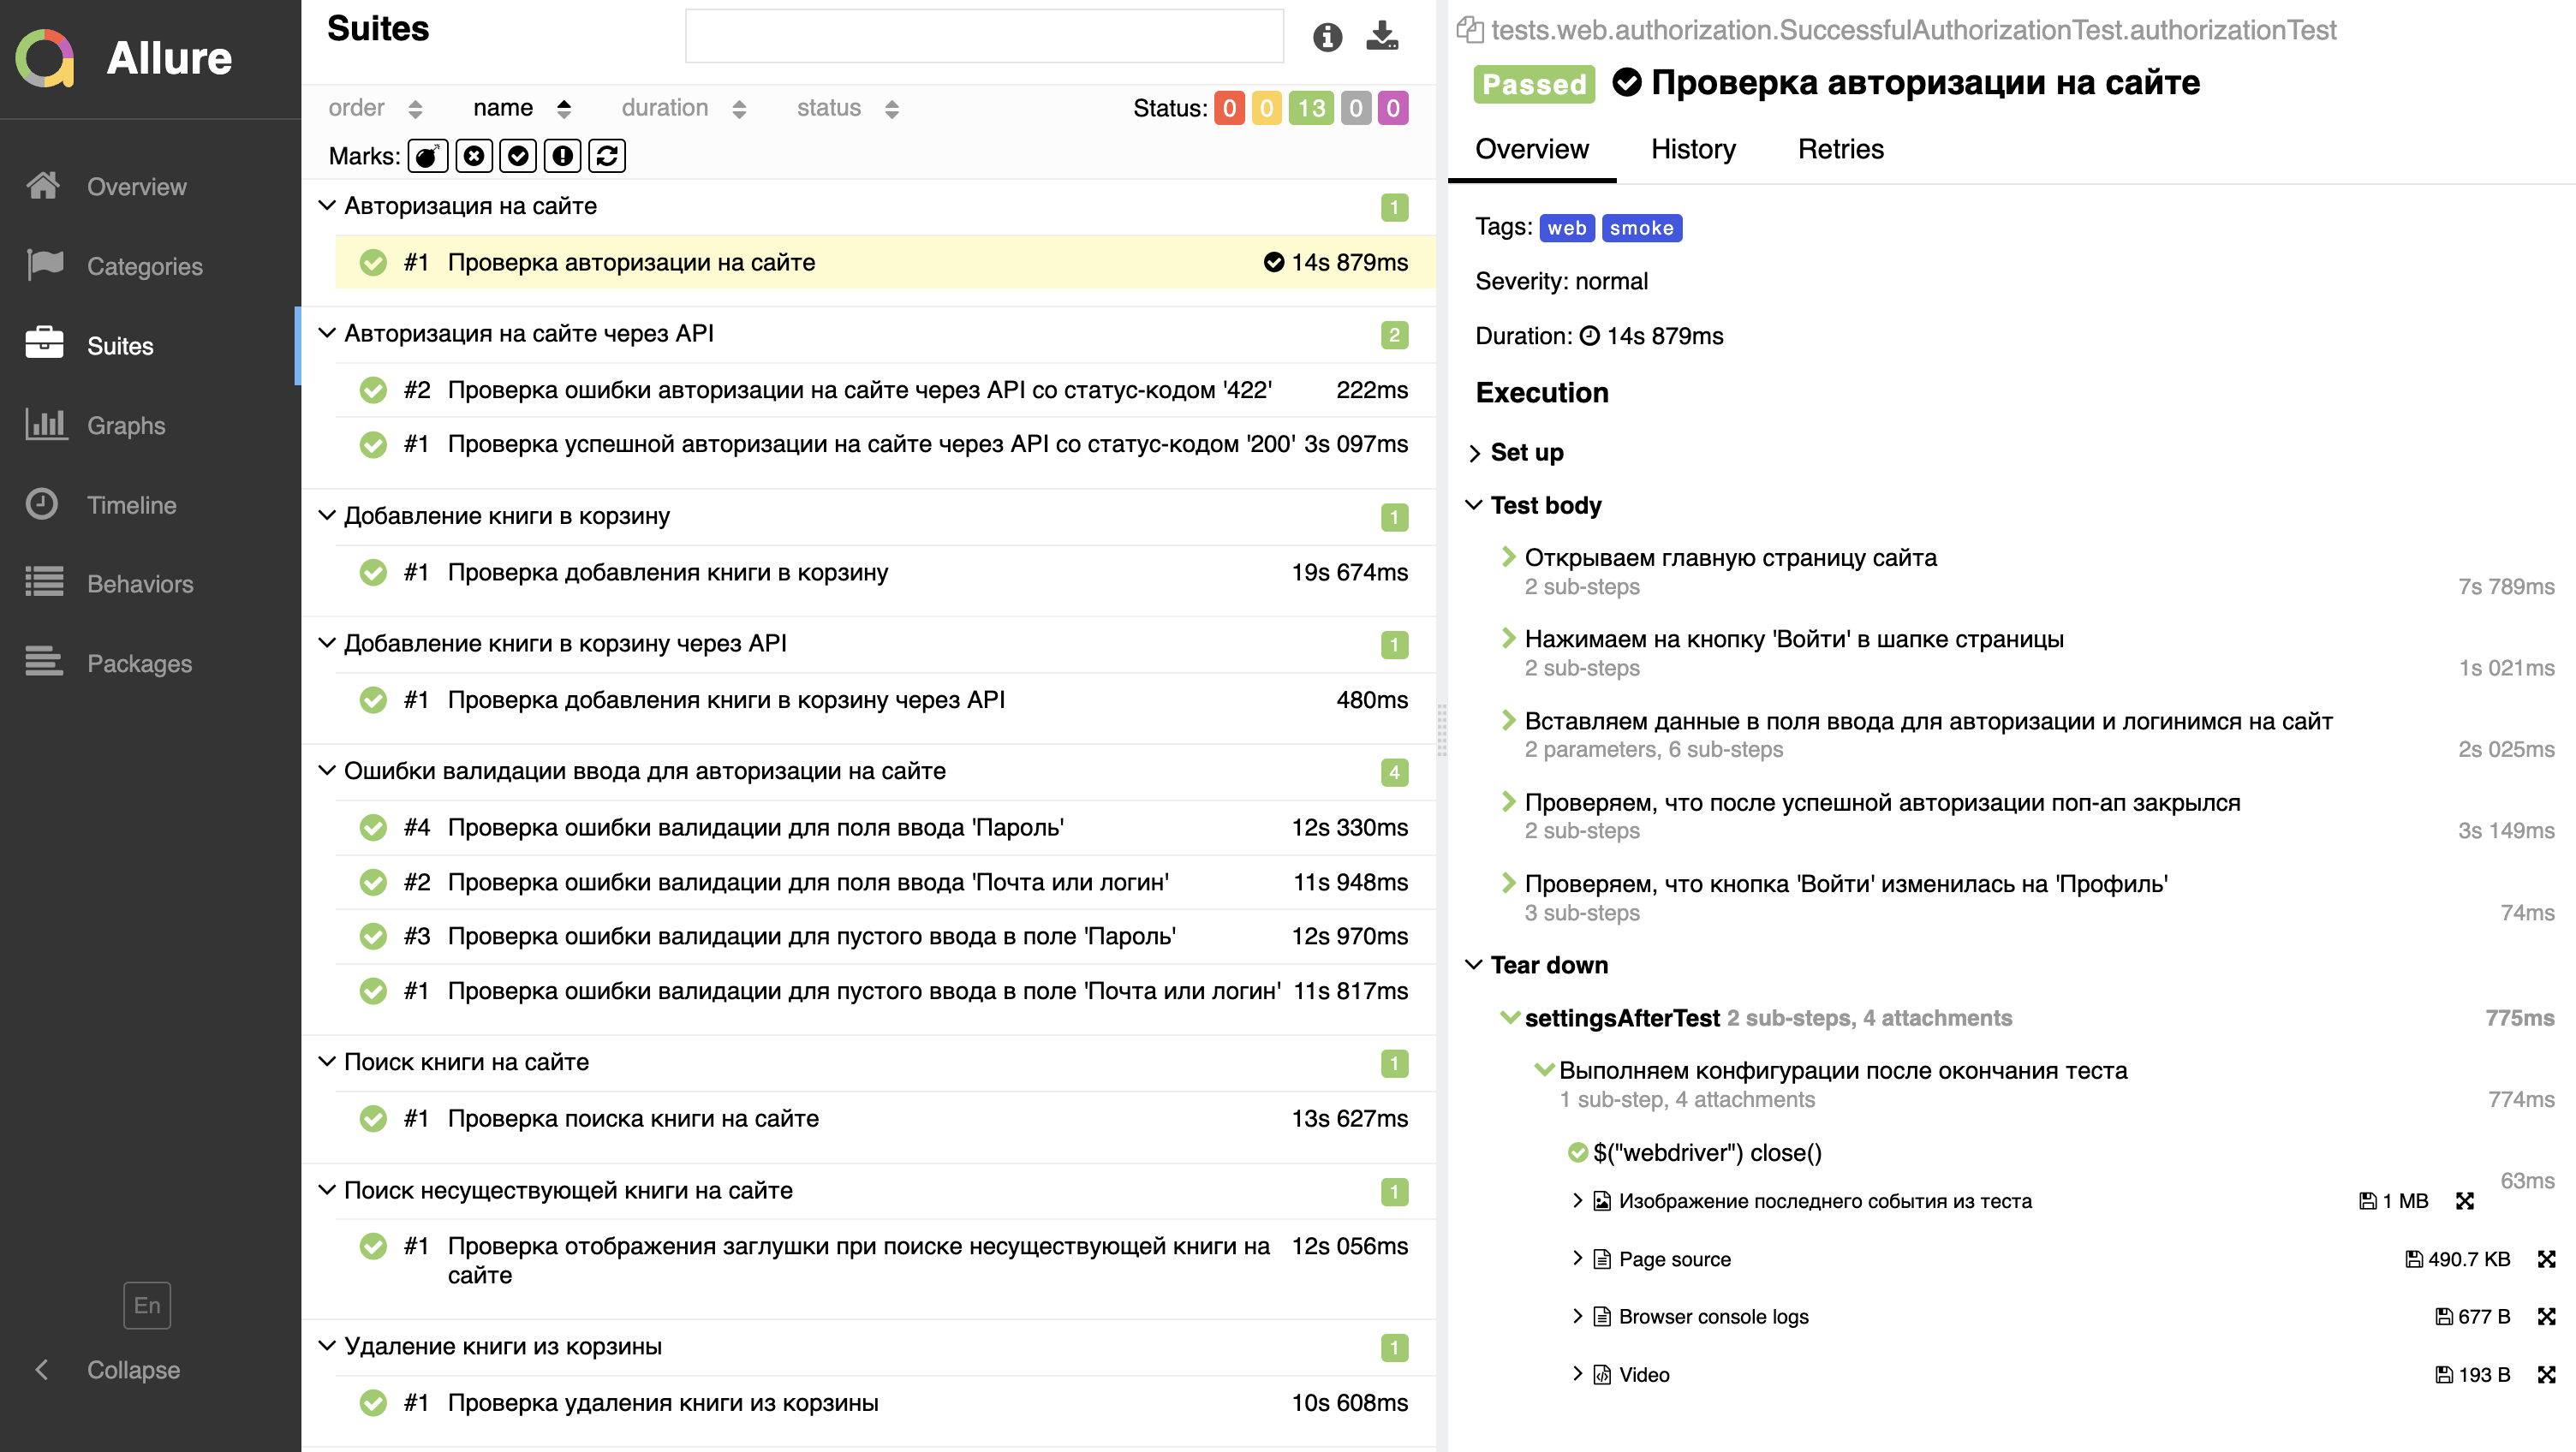 Allure
Overview
Categories
Suites
Graphs
Timeline
Behaviors
Packages
En
Collapse
Suites
order name duration status Status: 0 0 13 0 0
Marks:
Авторизация на сайте 1
#1 Проверка авторизации на сайте 14s 879ms
Авторизация на сайте через API 2
#2 Проверка ошибки авторизации на сайте через API со статус-кодом '422' 222ms
#1 Проверка успешной авторизации на сайте через API со статус-кодом '200' 3s 097ms
Добавление книги в корзину 1
#1 Проверка добавления книги в корзину 19s 674ms
Добавление книги в корзину через API 1
#1 Проверка добавления книги в корзину через API 480ms
Ошибки валидации ввода для авторизации на сайте 4
#4 Проверка ошибки валидации для поля ввода 'Пароль' 12s 330ms
#2 Проверка ошибки валидации для поля ввода 'Почта или логин' 11s 948ms
#3 Проверка ошибки валидации для пустого ввода в поле 'Пароль' 12s 970ms
#1 Проверка ошибки валидации для пустого ввода в поле 'Почта или логин' 11s 817ms
Поиск книги на сайте 1
#1 Проверка поиска книги на сайте 13s 627ms
Поиск несуществующей книги на сайте 1
#1 Проверка отображения заглушки при поиске несуществующей книги на 12s 056ms
сайте
Удаление книги из корзины 1
#1 Проверка удаления книги из корзины 10s 608ms
tests.web.authorization.SuccessfulAuthorizationTest.authorizationTest
Passed Проверка авторизации на сайте
Overview History Retries
Tags: web smoke
Severity: normal
Duration: 14s 879ms
Execution
Set up
Test body
Открываем главную страницу сайта
2 sub-steps 7s 789ms
Нажимаем на кнопку 'Войти' в шапке страницы
2 sub-steps 1s 021ms
Вставляем данные в поля ввода для авторизации и логинимся на сайт
2 parameters, 6 sub-steps 2s 025ms
Проверяем, что после успешной авторизации поп-ап закрылся
2 sub-steps 3s 149ms
Проверяем, что кнопка 'Войти' изменилась на 'Профиль'
3 sub-steps 74ms
Tear down
settingsAfterTest 2 sub-steps, 4 attachments 775ms
Выполняем конфигурации после окончания теста
1 sub-step, 4 attachments 774ms
$("webdriver") close()
63ms
Изображение последнего события из теста 1 MB
Page source 490.7 KB
Browser console logs 677 B
Video 193 B